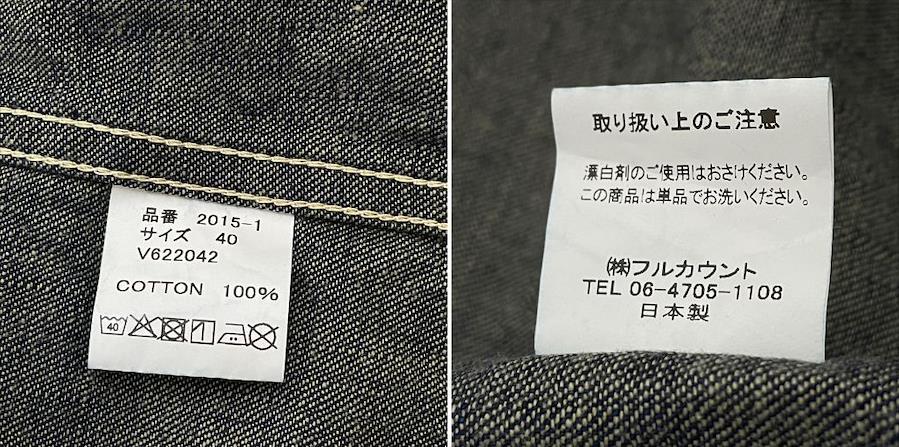 品番 2015-1
サイズ 40
V622042
COTTON 100%
40
取り扱い上のご注意
漂白剤のご使用はおさけください。
この商品は単品でお洗いください。
㈱フルカウント
TEL 06-4705-1108
日本製